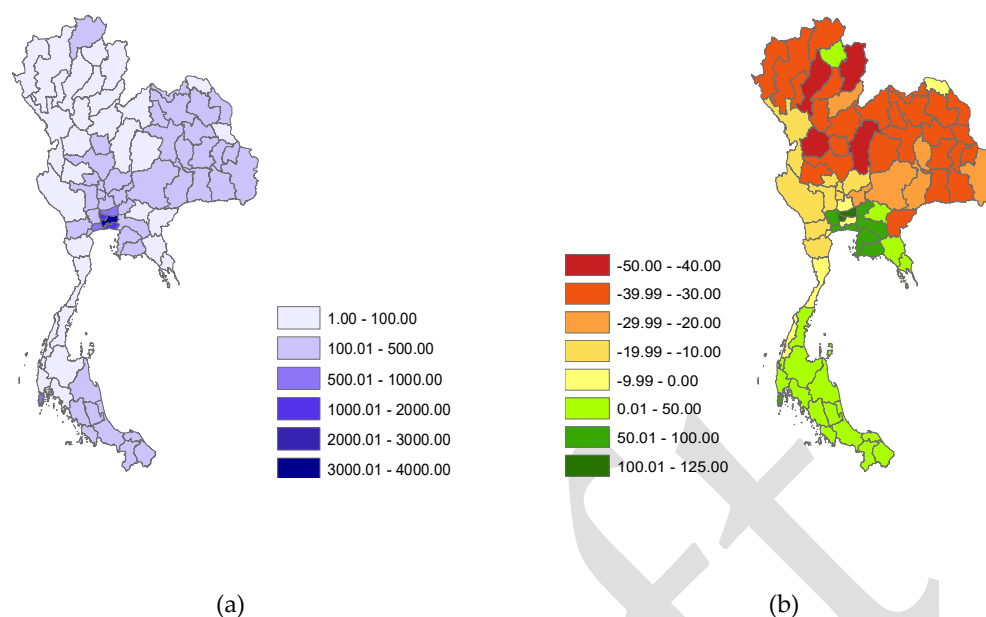 1.00 - 100.00
100.01 - 500.00
500.01 - 1000.00
1000.01 - 2000.00
2000.01 - 3000.00
3000.01 - 4000.00
-50.00 - -40.00
-39.99 - -30.00
-29.99 - -20.00
-19.99 - -10.00
-9.99 - 0.00
0.01 - 50.00
50.01 - 100.00
100.01 - 125.00
(a)
(b)
ft